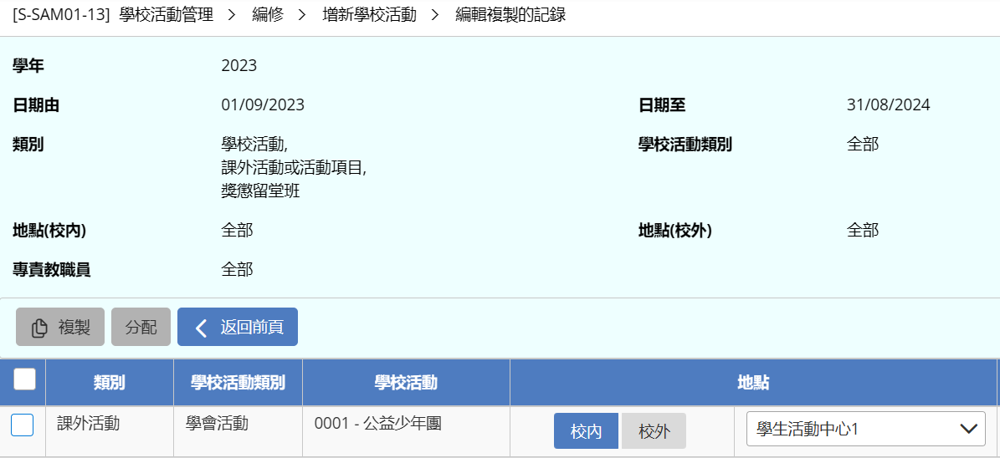 [S-SAM01-13] 學校活動管理 > 編修 > 增新學校活動 > 編輯複製的記錄
學年 2023
日期由 01/09/2023 日期至 31/08/2024
類別 學校活動, 學校活動類別 全部
課外活動或活動項目,
獎懲留堂班
地點(校內) 全部 地點(校外) 全部
專責教職員 全部
複製 分配 返回前頁
類別 學校活動類別 學校活動 地點
課外活動 學會活動 0001 - 公益少年團 校內 校外 學生活動中心1